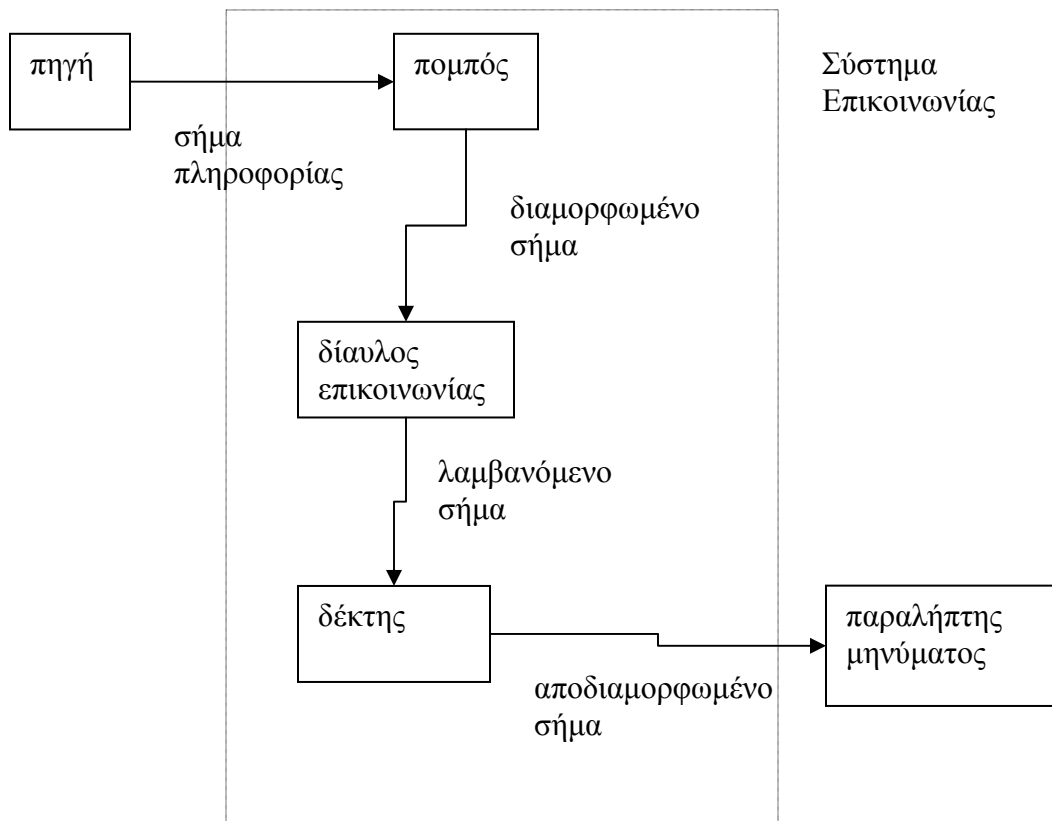 πηγή
πομπός
Σύστημα
Επικοινωνίας
σήμα
πληροφορίας
διαμορφωμένο
σήμα
δίαυλος
επικοινωνίας
λαμβανόμενο
σήμα
δέκτης
παραλήπτης
μηνύματος
αποδιαμορφωμένο
σήμα